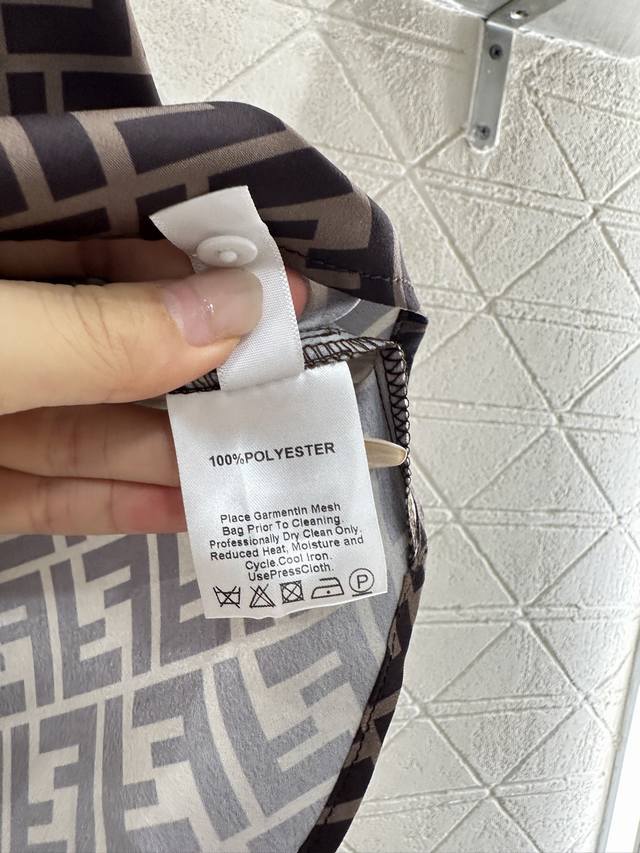 100%POLYESTER
Place Garmentin Mesh
Bag Prior To Cleaning.
Professionally Dry Clean Only.
Reduced Heat, Moisture and
Cycle.Cool Iron.
UsePressCloth.
P